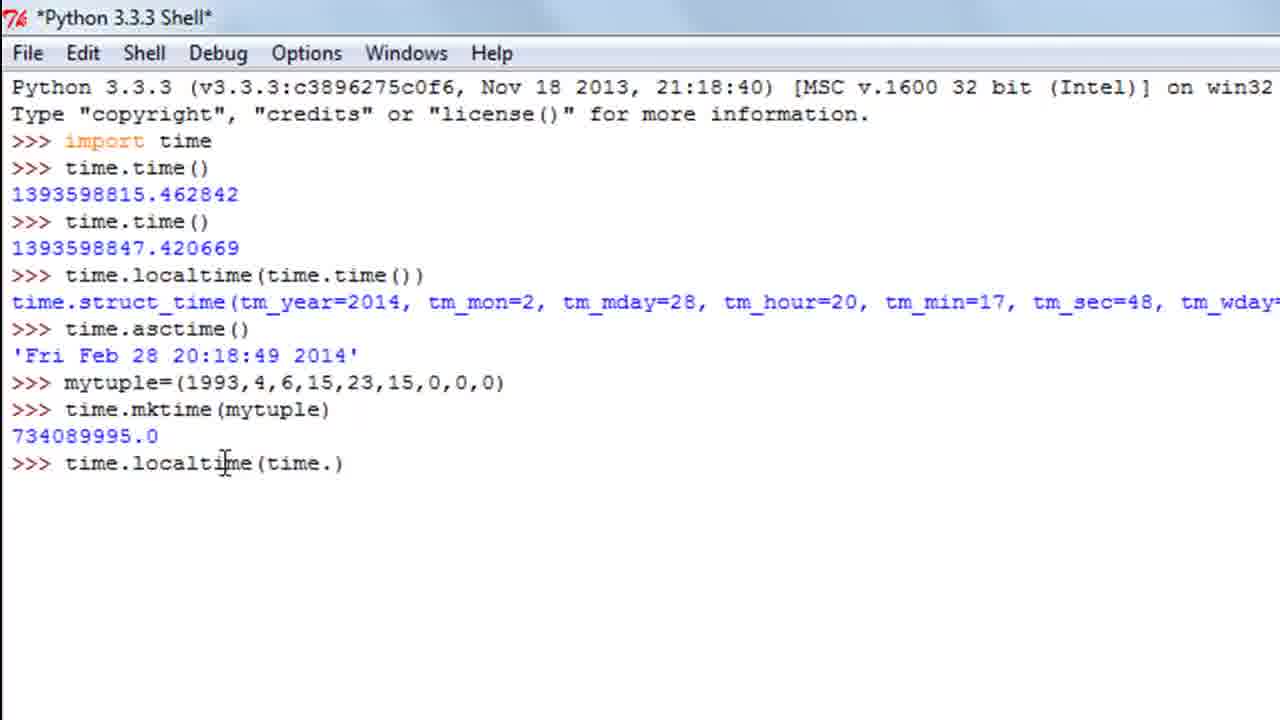 *Python 3.3.3 Shell*
File Edit Shell Debug Options Windows Help
Python 3.3.3 (v3.3.3:c3896275c0f6, Nov 18 2013, 21:18:40) [MSC v.1600 32 bit (Intel)] on win32
Type "copyright", "credits" or "license()" for more information.
>>> import time
>>> time.time()
1393598815.462842
>>> time.time()
1393598847.420669
>>> time.localtime(time.time())
time.struct_time(tm_year=2014, tm_mon=2, tm_mday=28, tm_hour=20, tm_min=17, tm_sec=48, tm_wday=
>>> time.asctime()
'Fri Feb 28 20:18:49 2014'
>>> mytuple=(1993,4,6,15,23,15,0,0,0)
>>> time.mktime(mytuple)
734089995.0
>>> time.localtime(time.)